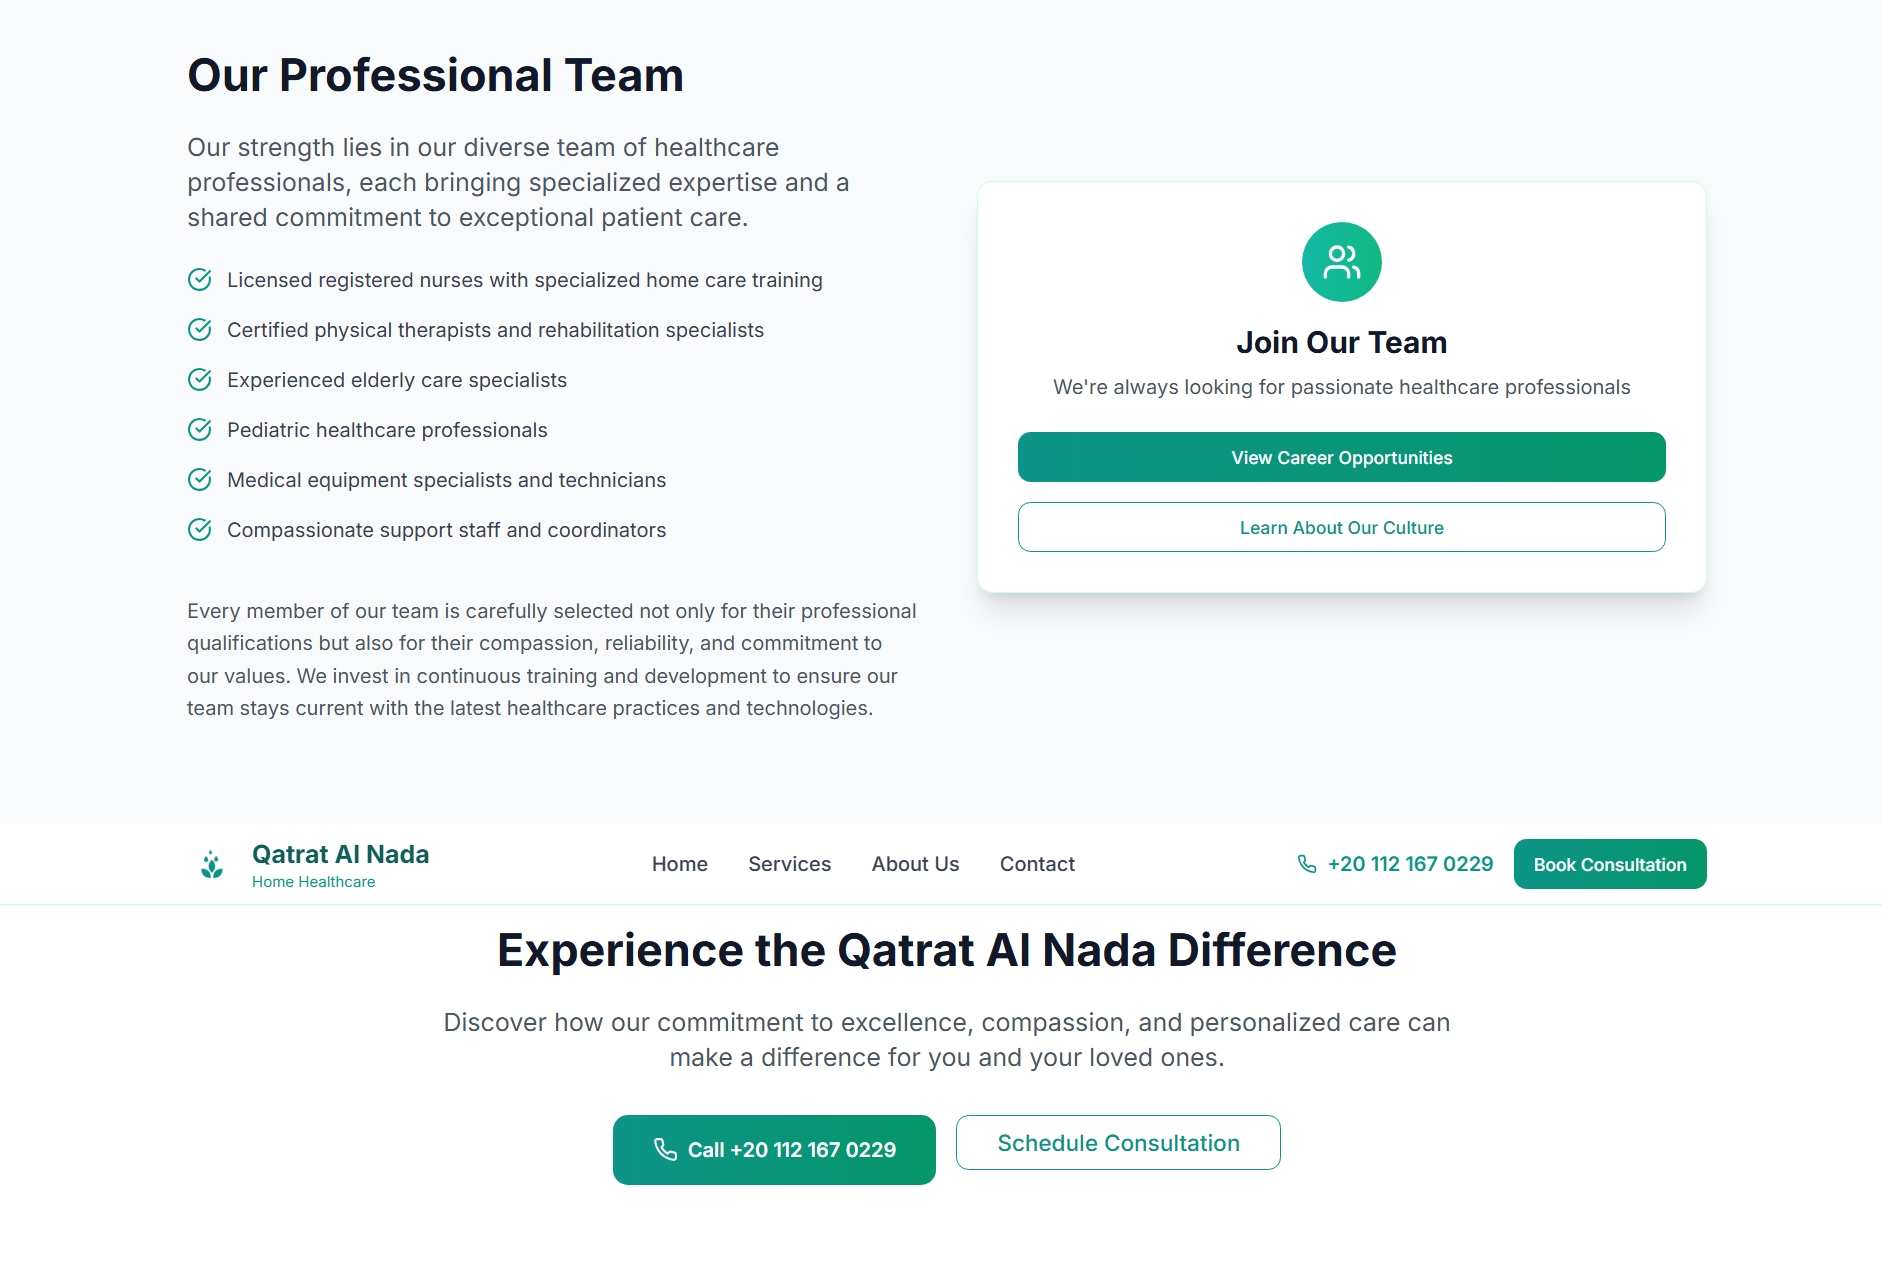 Our Professional Team
Our strength lies in our diverse team of healthcare
professionals, each bringing specialized expertise and a
shared commitment to exceptional patient care.
Licensed registered nurses with specialized home care training
Certified physical therapists and rehabilitation specialists
Experienced elderly care specialists
Pediatric healthcare professionals
Medical equipment specialists and technicians
Compassionate support staff and coordinators
Every member of our team is carefully selected not only for their professional
qualifications but also for their compassion, reliability, and commitment to
our values. We invest in continuous training and development to ensure our
team stays current with the latest healthcare practices and technologies.
Join Our Team
We're always looking for passionate healthcare professionals
View Career Opportunities
Learn About Our Culture
Qatrat Al Nada
Home Healthcare
Home Services About Us Contact
+20 112 167 0229
Book Consultation
Experience the Qatrat Al Nada Difference
Discover how our commitment to excellence, compassion, and personalized care can
make a difference for you and your loved ones.
Call +20 112 167 0229
Schedule Consultation